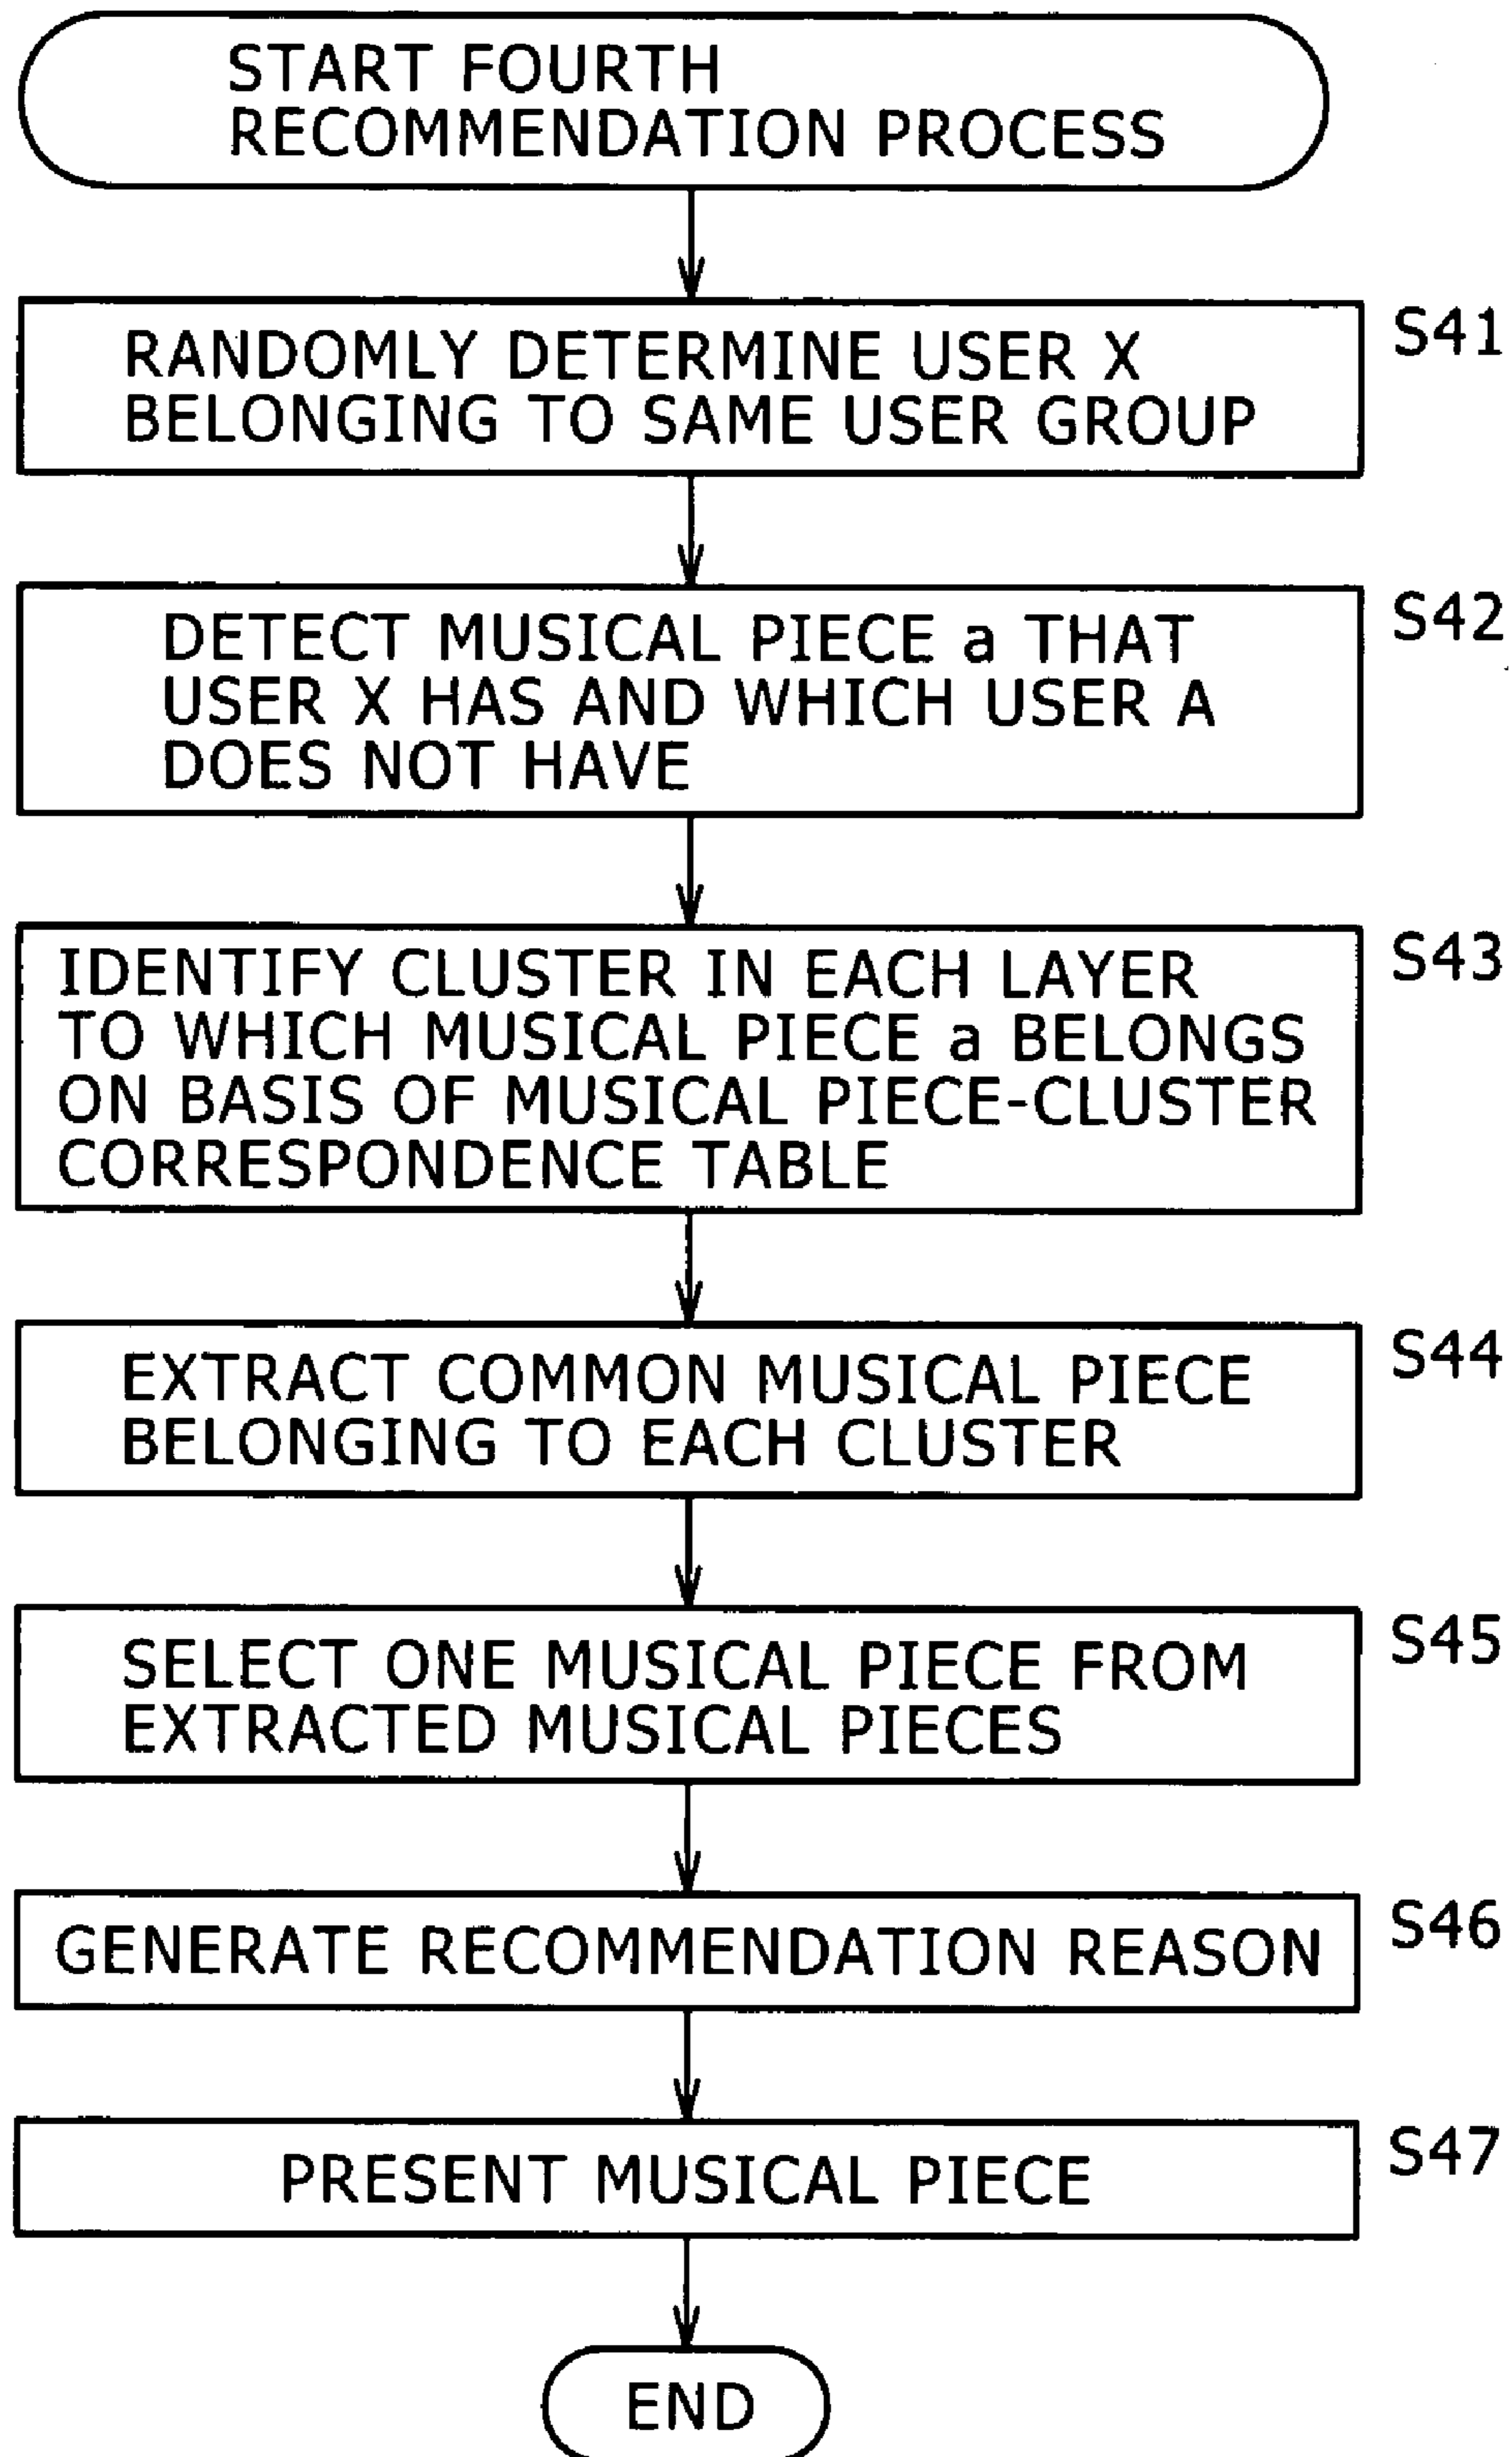 START FOURTH
RECOMMENDATION PROCESS
RANDOMLY DETERMINE USER X
BELONGING TO SAME USER GROUP
S41
DETECT MUSICAL PIECE a THAT
USER X HAS AND WHICH USER A
DOES NOT HAVE
S42
IDENTIFY CLUSTER IN EACH LAYER
TO WHICH MUSICAL PIECE a BELONGS
ON BASIS OF MUSICAL PIECE-CLUSTER
CORRESPONDENCE TABLE
S43
EXTRACT COMMON MUSICAL PIECE
BELONGING TO EACH CLUSTER
S44
SELECT ONE MUSICAL PIECE FROM
EXTRACTED MUSICAL PIECES
S45
GENERATE RECOMMENDATION REASON
S46
PRESENT MUSICAL PIECE
S47
END